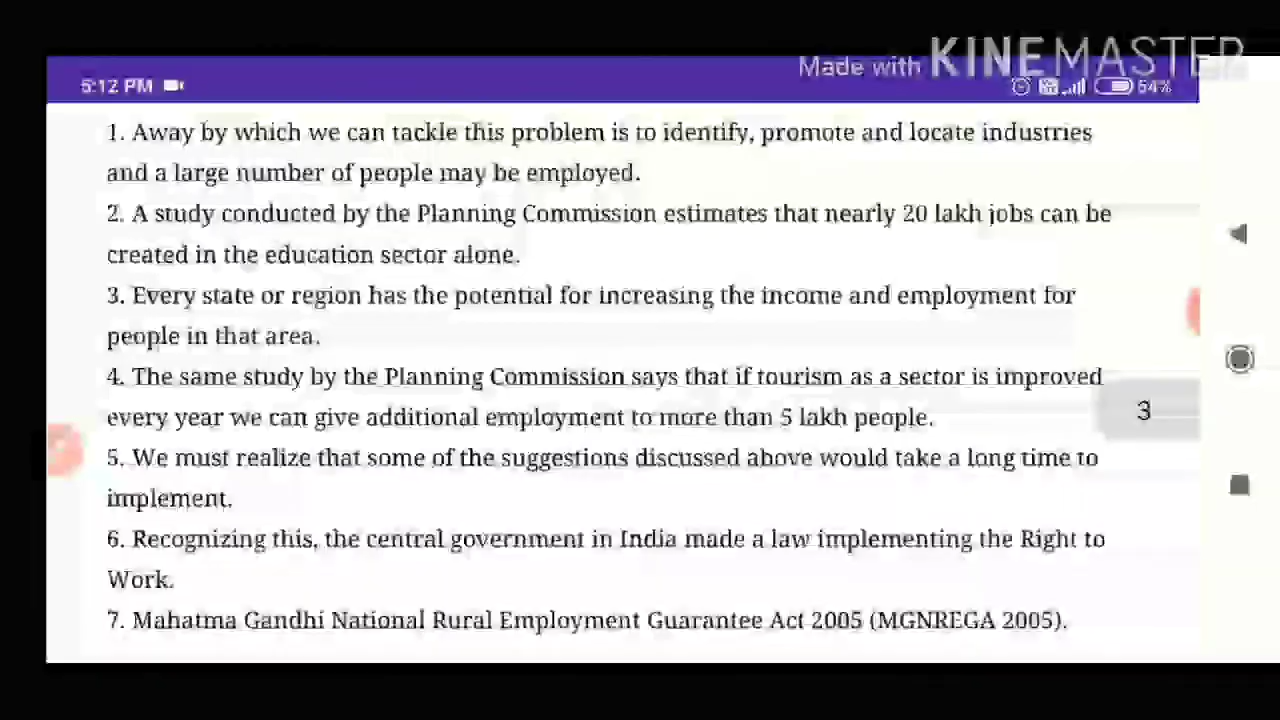 Made with KINEMASTER
5:12 PM 54%
1. Away by which we can tackle this problem is to identify, promote and locate industries
and a large number of people may be employed.
2. A study conducted by the Planning Commission estimates that nearly 20 lakh jobs can be
created in the education sector alone.
3. Every state or region has the potential for increasing the income and employment for
people in that area.
4. The same study by the Planning Commission says that if tourism as a sector is improved
every year we can give additional employment to more than 5 lakh people.
3
5. We must realize that some of the suggestions discussed above would take a long time to
implement.
6. Recognizing this, the central government in India made a law implementing the Right to
Work.
7. Mahatma Gandhi National Rural Employment Guarantee Act 2005 (MGNREGA 2005).